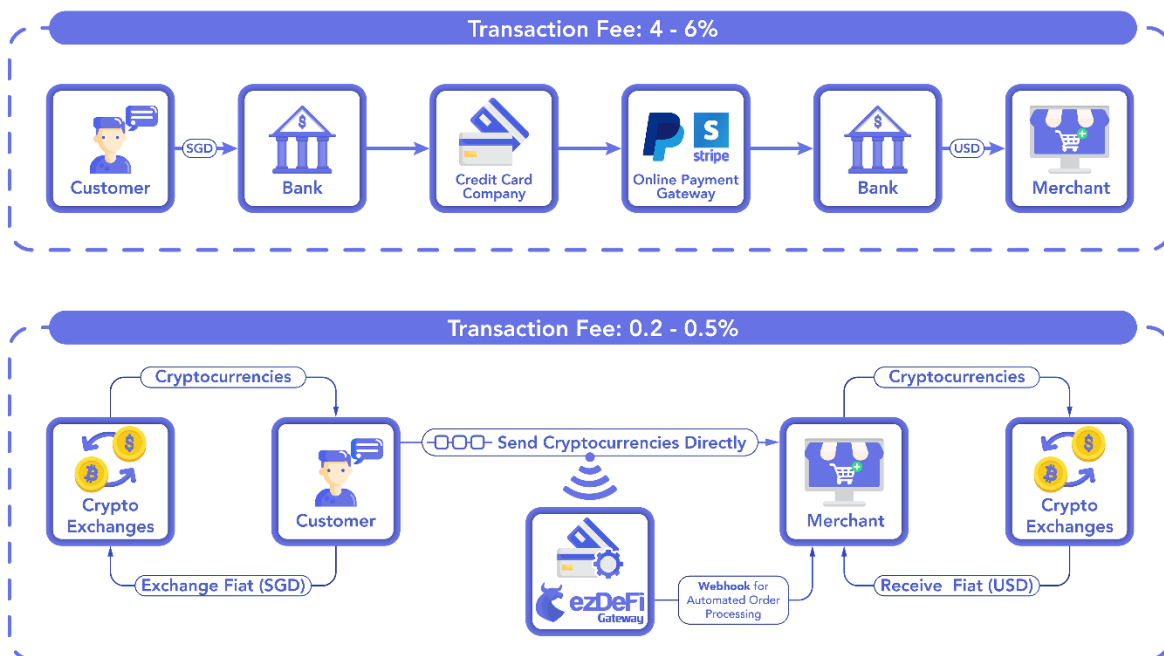 Transaction Fee: 4 - 6%
Customer
SGD
$
Bank
Credit Card
Company
S
stripe
Online Payment
Gateway
$
Bank
USD
Merchant
Transaction Fee: 0.2 - 0.5%
Cryptocurrencies
Cryptocurrencies
$
Crypto
Exchanges
Customer
Send Cryptocurrencies Directly
Merchant
$
Crypto
Exchanges
Exchange Fiat (SGD)
ezDeFi
Gateway
Webhook for
Automated Order
Processing
Receive Fiat (USD)